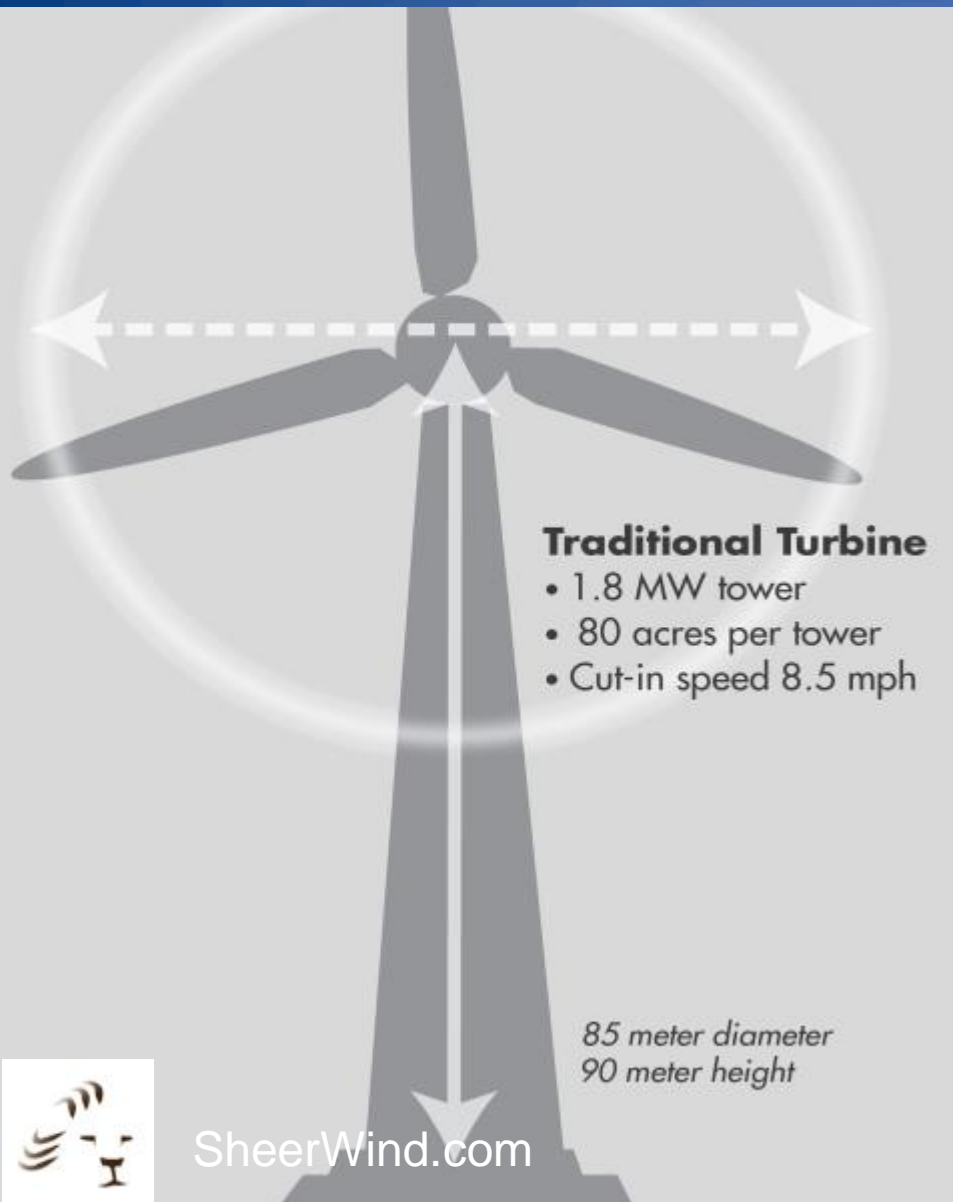 Traditional Turbine
• 1.8 MW tower
• 80 acres per tower
• Cut-in speed 8.5 mph
85 meter diameter
90 meter height
SheerWind.com